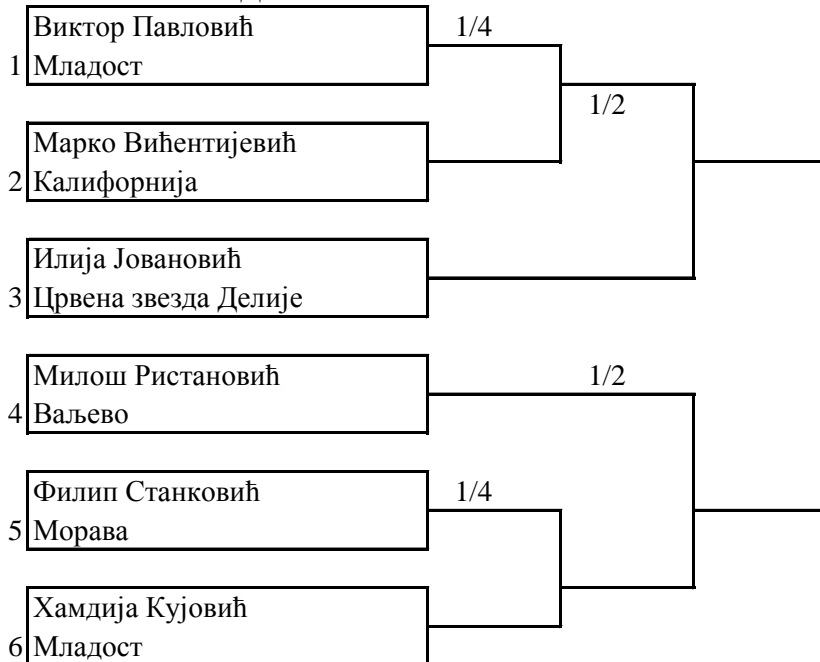 Виктор Павловић 1/4
1 Младост
1/2
Марко Вићентијевић
2 Калифорнија
Илија Јовановић
3 Црвена звезда Делије
Милош Ристановић 1/2
4 Ваљево
Филип Станковић 1/4
5 Морава
Хамдија Кујовић
6 Младост